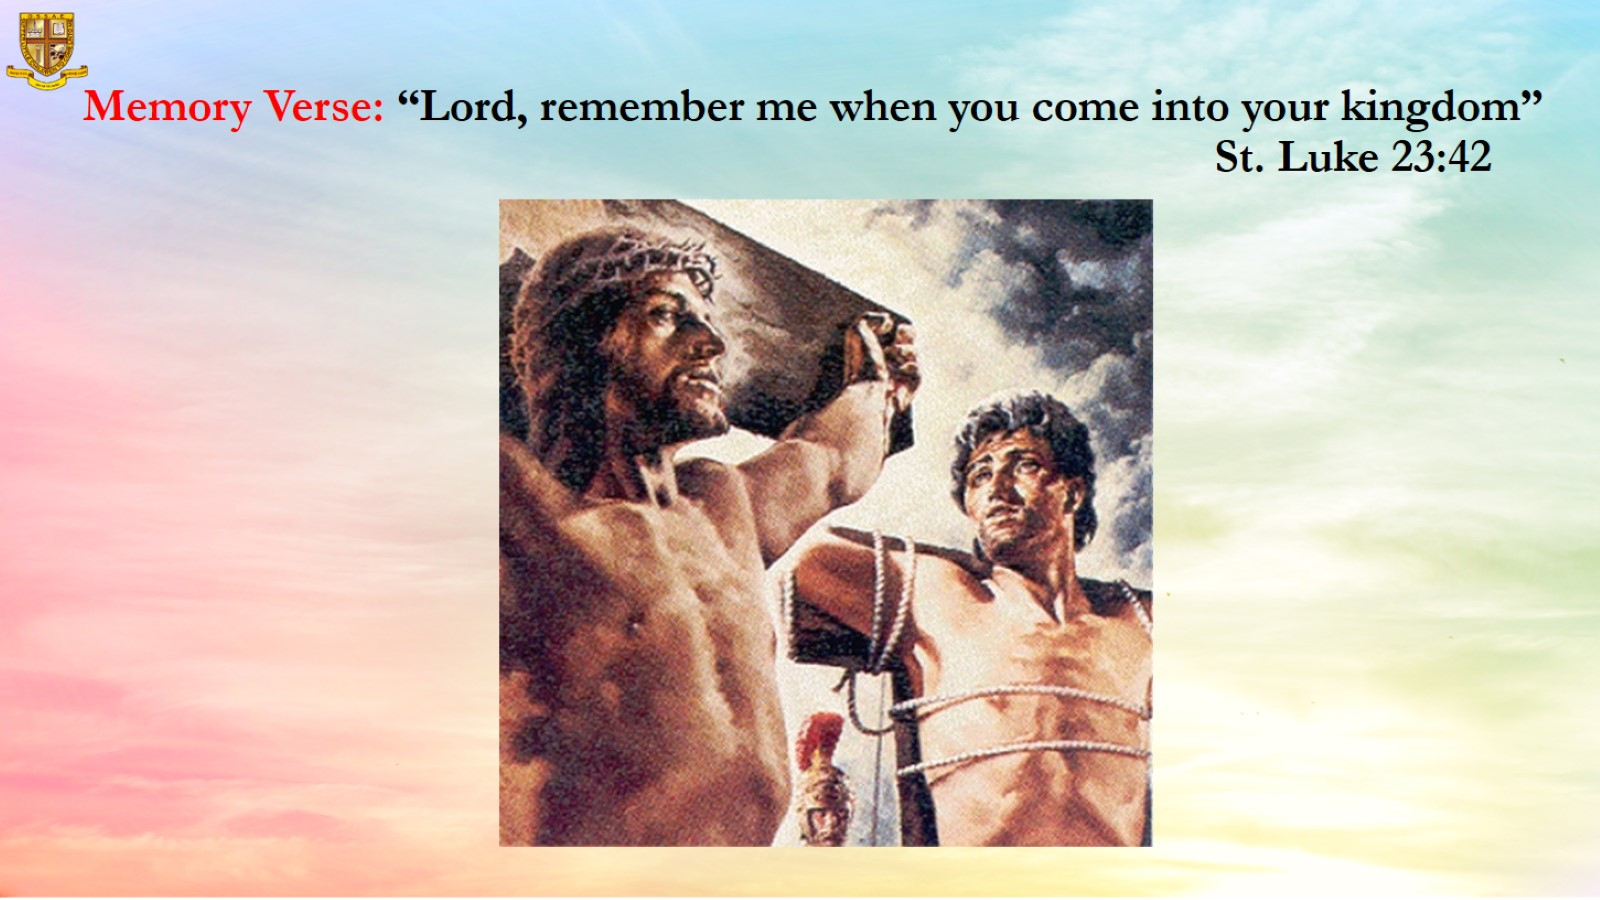 O.S.S.A.E.
Memory Verse: “Lord, remember me when you come into your kingdom”
St. Luke 23:42